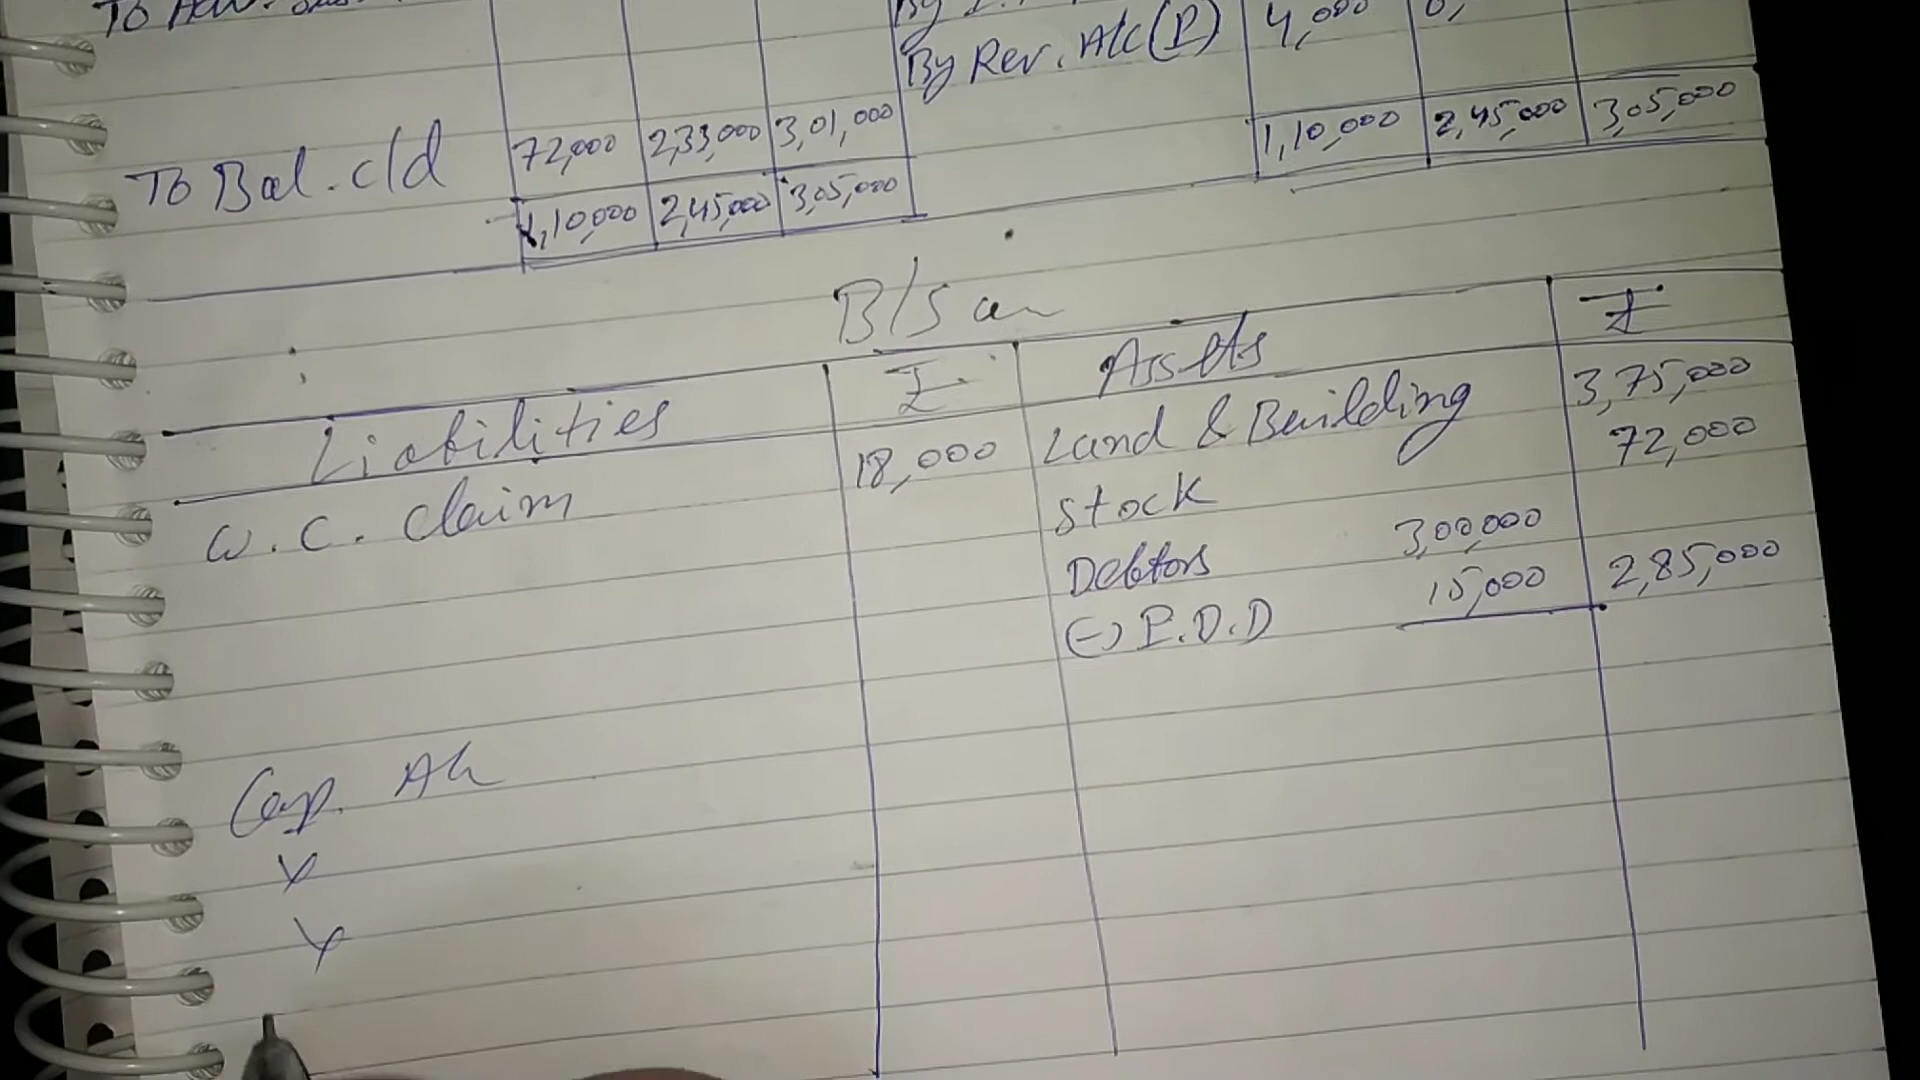 To
By
By Rev. A/c (P) 4,000
1,10,000 2,45,000 3,05,000
To Bal. c/d 72,000 2,33,000 3,01,000
1,10,000 2,45,000 3,05,000
B/S
Liabilities ₹ Assets ₹
W. C. Claim 18,000 Land & Building 3,75,000
Stock 72,000
Debtors 3,00,000
(-) P.D.D 15,000 2,85,000
Cap. A/c
X
Y